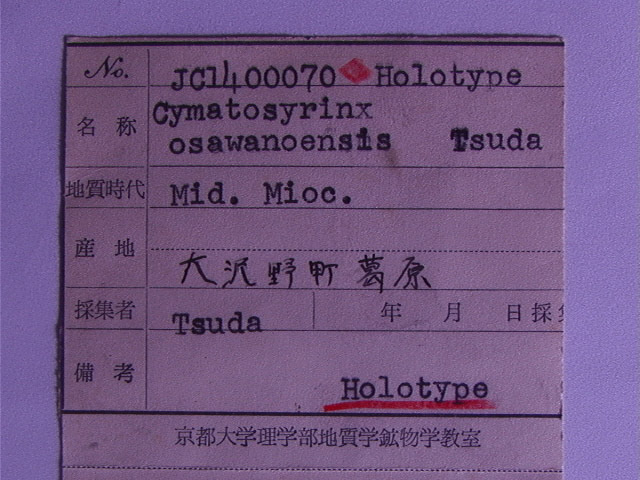 No. JC1400070 Holotype
名称 Cymatosyrinx
osawanoensis Tsuda
地質時代 Mid. Mioc.
産地 大沢野町葛原
採集者 Tsuda 年 月 日採集
備考 Holotype
京都大学理学部地質学鉱物学教室